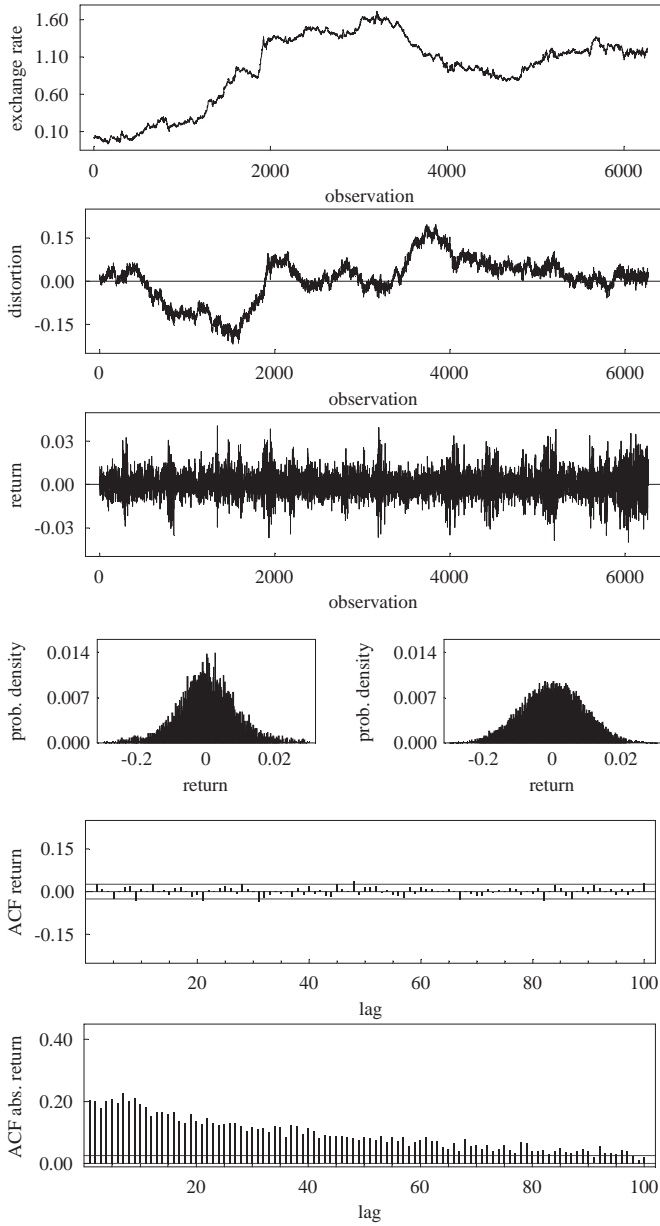 exchange rate
1.60
1.10
0.60
0.10
0 2000 4000 6000
observation
distortion
0.15
0.00
-0.15
0 2000 4000 6000
observation
return
0.03
0.00
-0.03
0 2000 4000 6000
observation
prob. density
0.014
0.007
0.000
-0.2 0 0.02
return
prob. density
0.014
0.007
0.000
-0.2 0 0.02
return
ACF return
0.15
0.00
-0.15
20 40 60 80 100
lag
ACF abs. return
0.40
0.20
0.00
20 40 60 80 100
lag